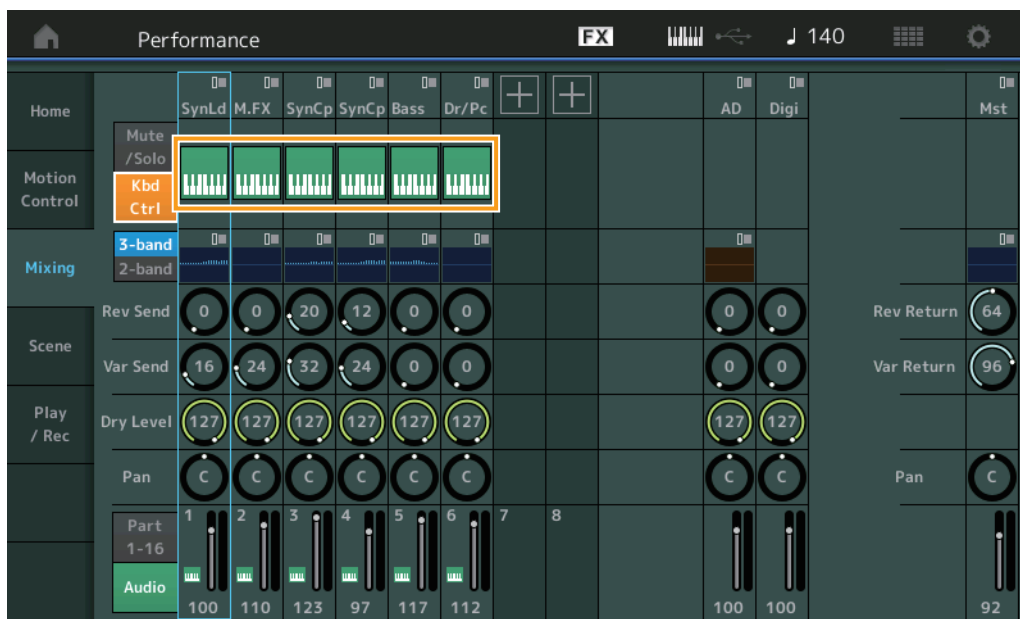 Performance FX ♩ 140
SynLd M.FX SynCp SynCp Bass Dr/Pc + + AD Digi Mst
Home
Mute
/Solo
Motion
Control
Kbd
Ctrl
3-band
2-band
Mixing
Rev Send 0 0 20 12 0 0 0 0 Rev Return 64
Scene
Var Send 16 24 32 24 0 0 0 0 Var Return 96
Play
/ Rec
Dry Level 127 127 127 127 127 127 127 127
Pan C C C C C C C C Pan C
Part
1-16
1 2 3 4 5 6 7 8
Audio
100 110 123 97 117 112 100 100 92